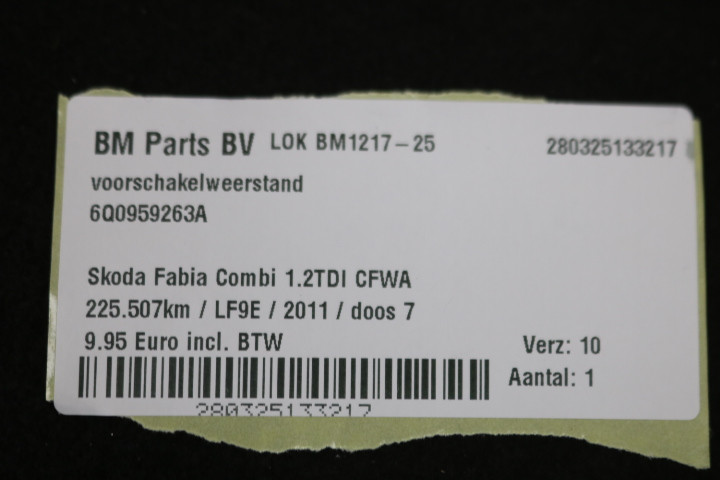 BM Parts BV LOK BM1217-25 280325133217
voorschakelweerstand
6Q0959263A
Skoda Fabia Combi 1.2TDI CFWA
225.507km / LF9E / 2011 / doos 7
9.95 Euro incl. BTW
Verz: 10
Aantal: 1
280325133217